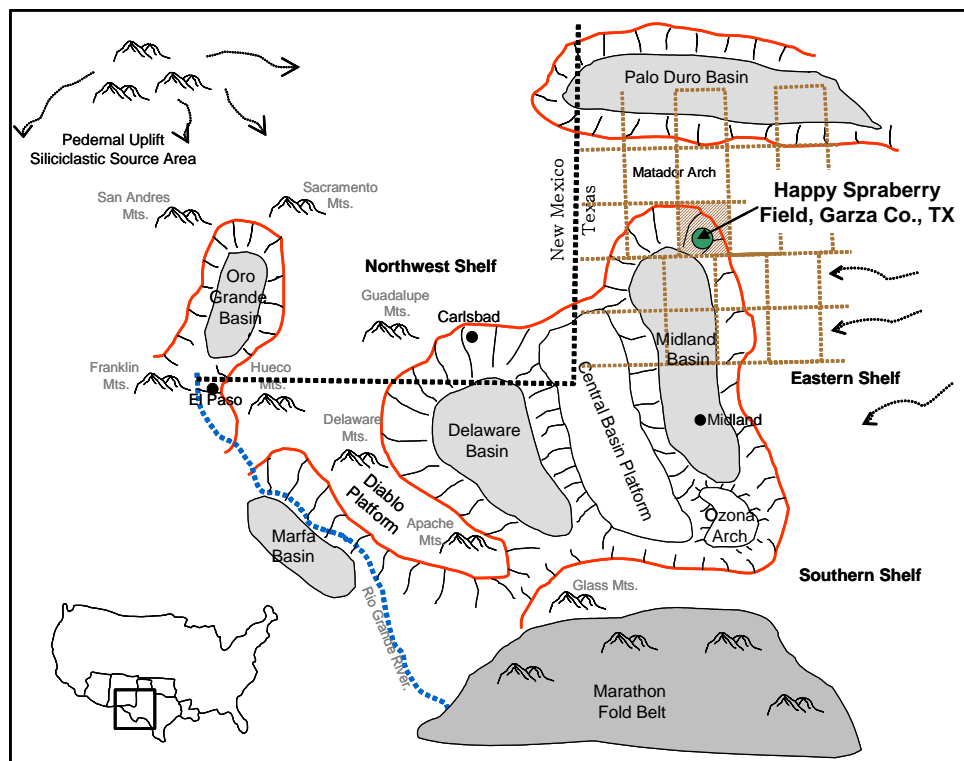 Palo Duro Basin
Pedernal Uplift
Siliciclastic Source Area
New Mexico
Texas
Matador Arch
Happy Spraberry
Field, Garza Co., TX
San Andres
Mts.
Sacramento
Mts.
Northwest Shelf
Oro
Grande
Basin
Guadalupe
Mts.
Carlsbad
Midland
Basin
Franklin
Mts.
Hueco
Mts.
El Paso
Central Basin Platform
Eastern Shelf
Delaware
Mts.
Delaware
Basin
Midland
Diablo
Platform
Apache
Mts.
Ozona
Arch
Marfa
Basin
Southern Shelf
Glass Mts.
Rio Grande River.
Marathon
Fold Belt